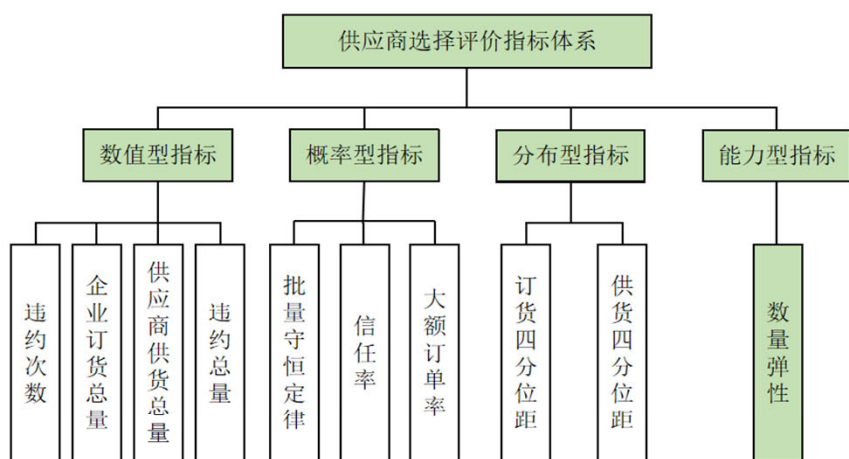 供应商选择评价指标体系
数值型指标
概率型指标
分布型指标
能力型指标
违约次数
企业订货总量
供应商供货总量
违约总量
批量守恒定律
信任率
大额订单率
订货四分位距
供货四分位距
数量弹性